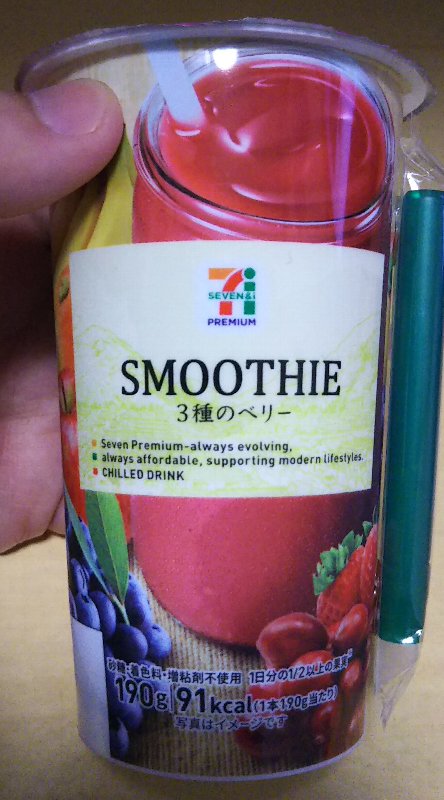 SEVEN&i
PREMIUM
SMOOTHIE
3種のベリー
Seven Premium-always evolving,
always affordable, supporting modern lifestyles.
CHILLED DRINK
砂糖・着色料・増粘剤不使用 1日分の1/2以上の果実
190g 91kcal(1本190g当たり)
写真はイメージです